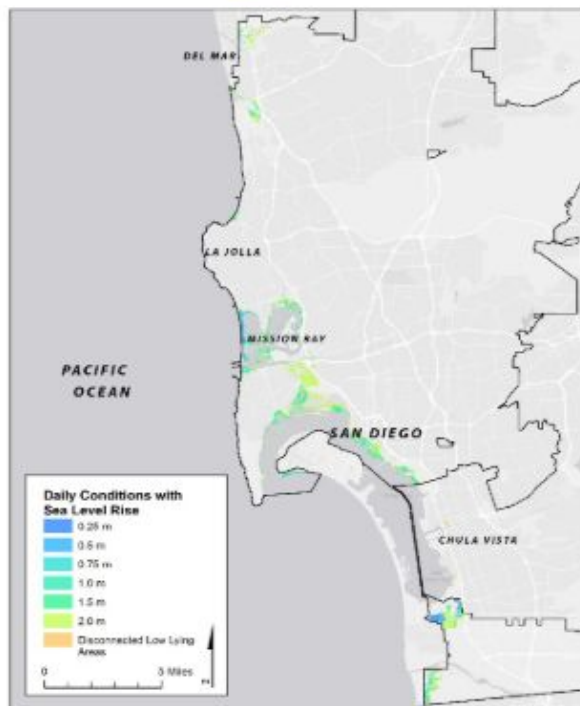 DEL MAR
LA JOLLA
MISSION BAY
PACIFIC
OCEAN
SAN DIEGO
CHULA VISTA
Daily Conditions with
Sea Level Rise
0.25 m
0.5 m
0.75 m
1.0 m
1.5 m
2.0 m
Disconnected Low Lying
Areas
0
5 Miles